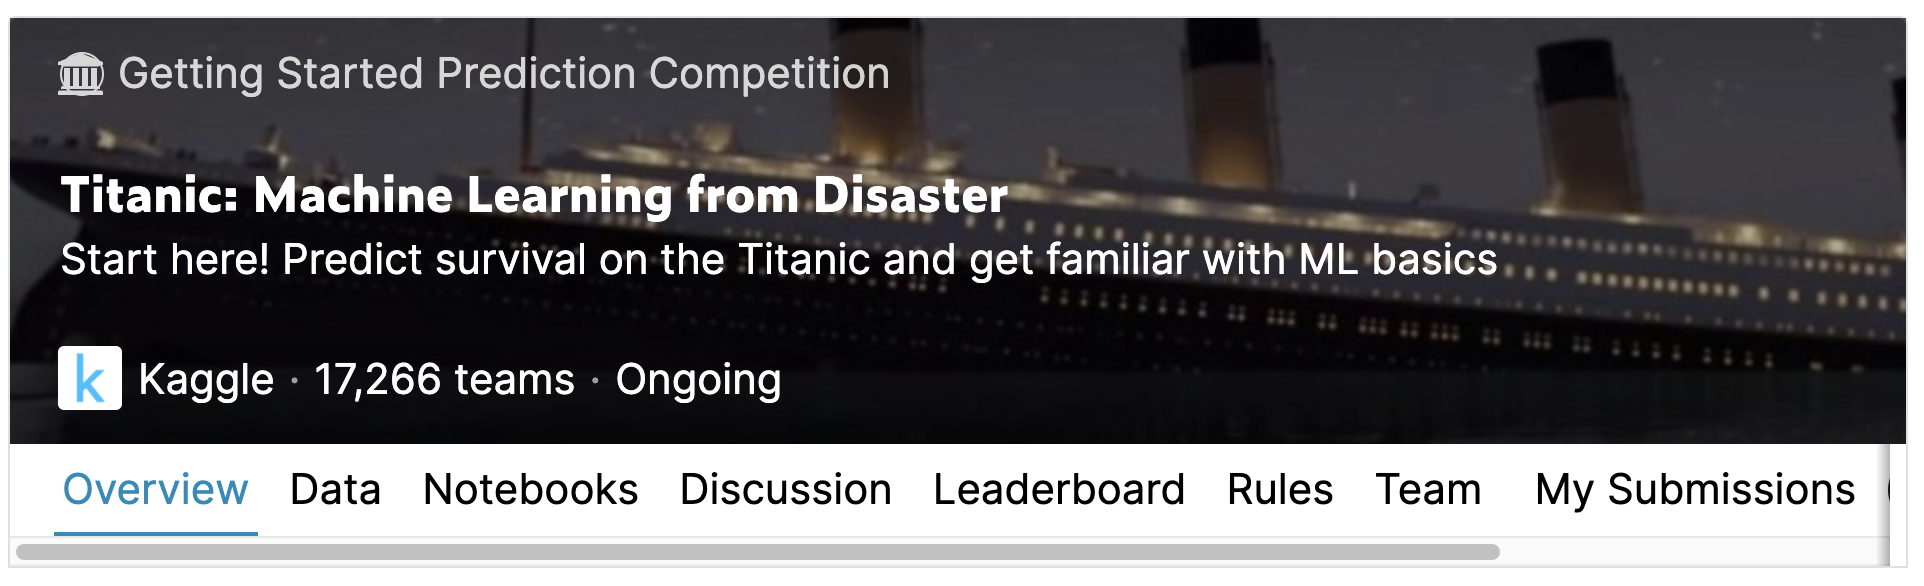 Getting Started Prediction Competition
Titanic: Machine Learning from Disaster
Start here! Predict survival on the Titanic and get familiar with ML basics
k Kaggle · 17,266 teams · Ongoing
Overview Data Notebooks Discussion Leaderboard Rules Team My Submissions